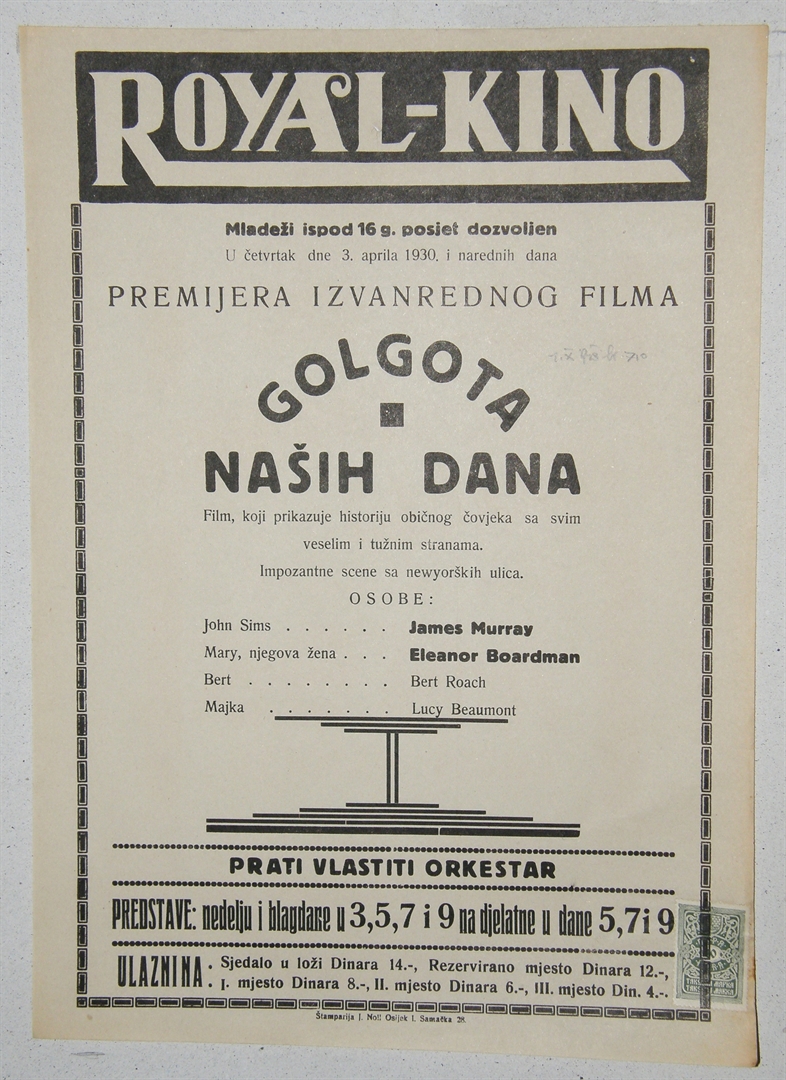 ROYAL-KINO
Mladeži ispod 16 g. posjet dozvoljen
U četvrtak dne 3. aprila 1930. i narednih dana
PREMIJERA IZVANREDNOG FILMA
GOLGOTA
NAŠIH DANA
Film, koji prikazuje historiju običnog čovjeka sa svim
veselim i tužnim stranama.
Impozantne scene sa newyorških ulica.
OSOBE:
John Sims . . . . . . James Murray
Mary, njegova žena . . . Eleanor Boardman
Bert . . . . . . . . Bert Roach
Majka . . . . . . . Lucy Beaumont
PRATI VLASTITI ORKESTAR
PREDSTAVE: nedelju i blagdane u 3,5,7 i 9 na djelatne u dane 5,7 i 9
ULAZNINA: Sjedalo u loži Dinara 14.-, Rezervirano mjesto Dinara 12.-,
I. mjesto Dinara 8.-, II. mjesto Dinara 6.-, III. mjesto Din. 4.-.
Štamparija J. Notl Osijek I. Samačka 28.